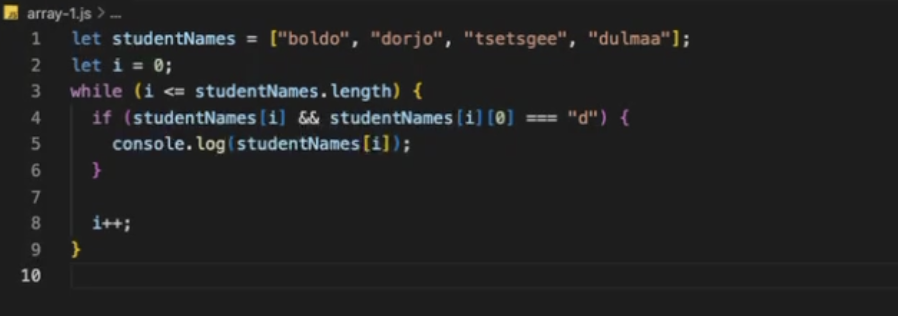 array-1.js > ...
1 let studentNames = ["boldo", "dorjo", "tsetsgee", "dulmaa"];
2 let i = 0;
3 while (i <= studentNames.length) {
4   if (studentNames[i] && studentNames[i][0] === "d") {
5     console.log(studentNames[i]);
6   }
7
8   i++;
9 }
10